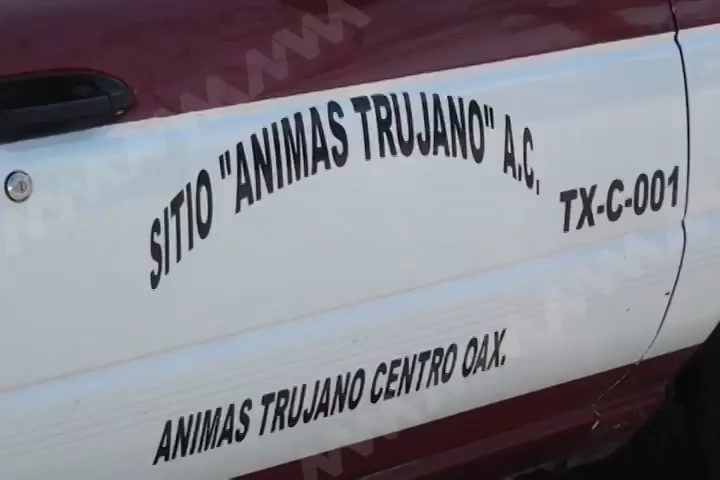 SITIO "ANIMAS TRUJANO" A.C.
TX-C-001
ANIMAS TRUJANO CENTRO OAX.